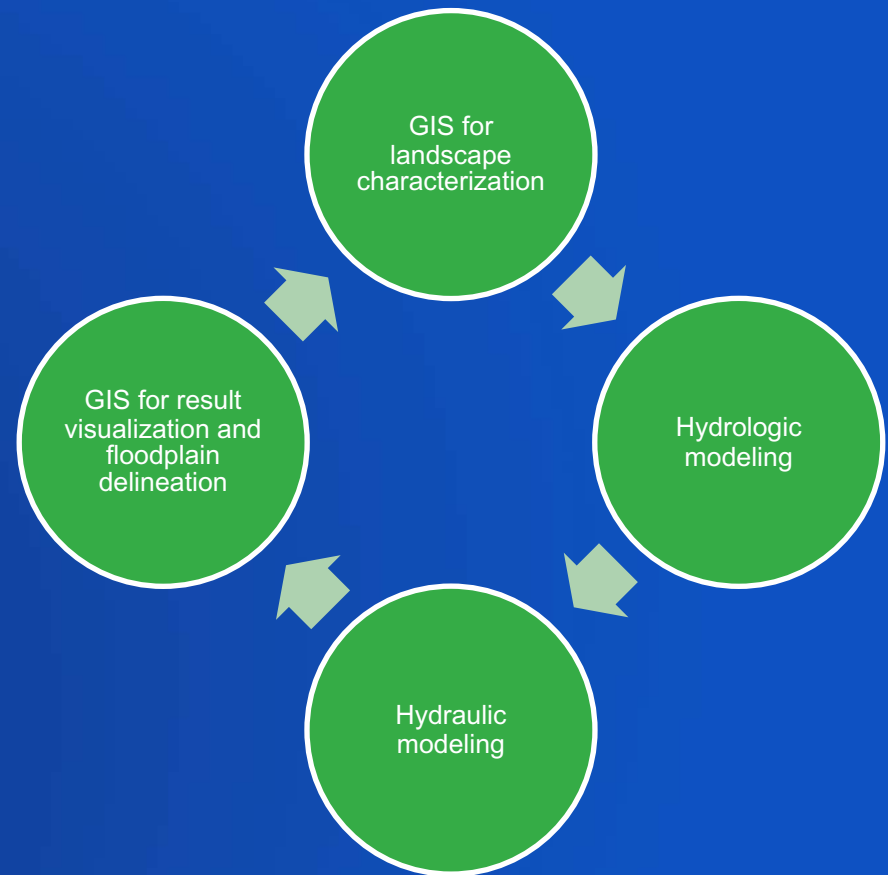 GIS for
landscape
characterization
Hydrologic
modeling
Hydraulic
modeling
GIS for result
visualization and
floodplain
delineation